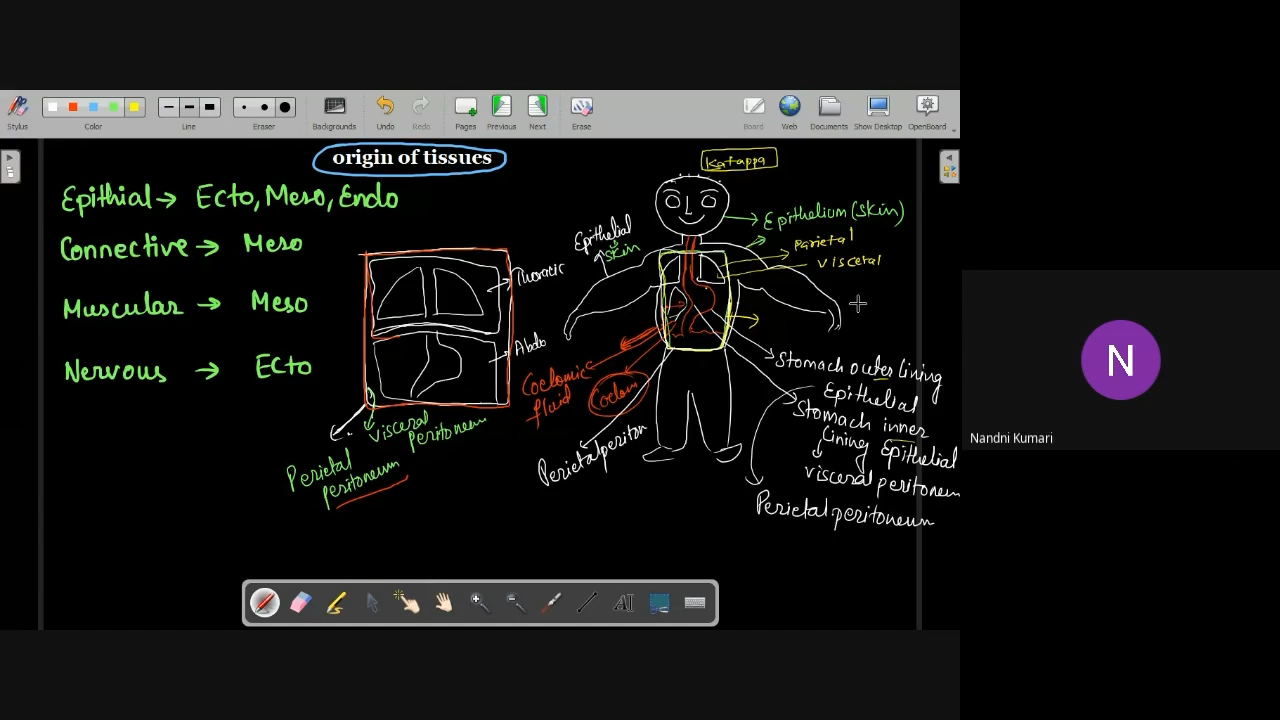 Color
Line
Eraser
Stylus
Backgrounds
Undo
Redo
Pages
Previous
Next
Erase
Board
Web
Documents
Show Desktop
OpenBoard
origin of tissues
Katappa
Epithial → Ecto, Meso, Endo
Connective → Meso
Muscular → Meso
Nervous → Ecto
Thoracic
Abdo
Visceral
Peritoneum
Perietal
peritoneum
Epithelial
Skin
Epithelium (skin)
Parietal
Visceral
Coelomic
fluid
Coelom
Perietal periton
Stomach outer lining
Epithelial
Stomach inner
lining Epithelial
visceral peritoneum
Perietal peritoneum
N
Nandni Kumari